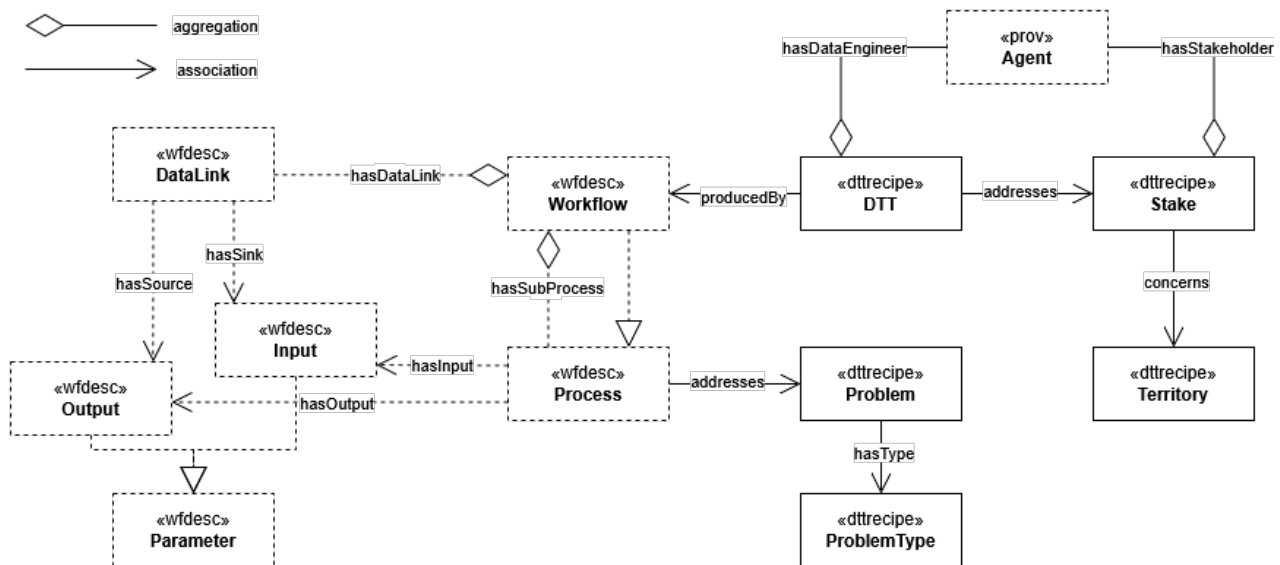 aggregation
association
«prov»
Agent
hasDataEngineer
hasStakeholder
«wfdesc»
DataLink
hasDataLink
«wfdesc»
Workflow
producedBy
«dttrecipe»
DTT
addresses
«dttrecipe»
Stake
hasSource
hasSink
hasSubProcess
concerns
«wfdesc»
Input
hasInput
«wfdesc»
Output
hasOutput
«wfdesc»
Process
addresses
«dttrecipe»
Problem
«dttrecipe»
Territory
hasType
«wfdesc»
Parameter
«dttrecipe»
ProblemType